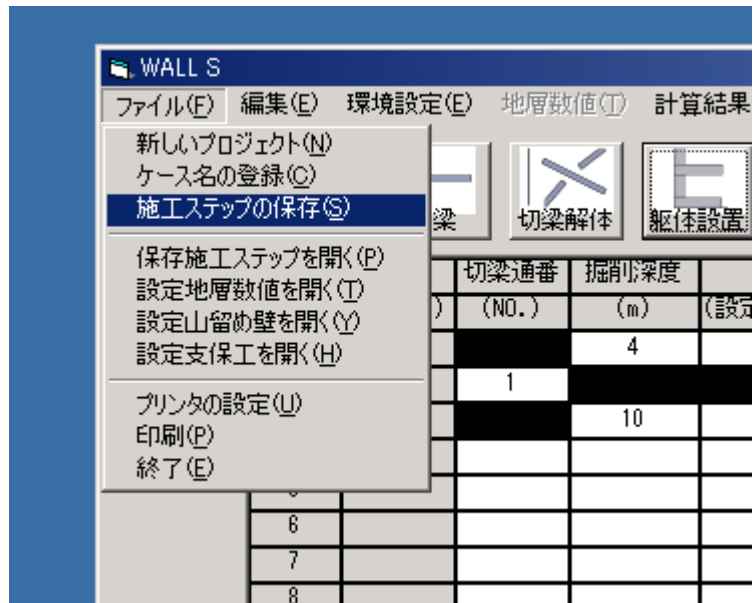 WALL S
ファイル(F) 編集(E) 環境設定(E) 地層数値(T) 計算結果
新しいプロジェクト(N)
ケース名の登録(C)
施工ステップの保存(S)
保存施工ステップを開く(P)
設定地層数値を開く(T)
設定山留め壁を開く(Y)
設定支保工を開く(H)
プリンタの設定(U)
印刷(P)
終了(E)
梁 切梁解体 躯体設置
切梁通番 掘削深度
) (NO.) (m) (設定
4
1
10
6
7
8